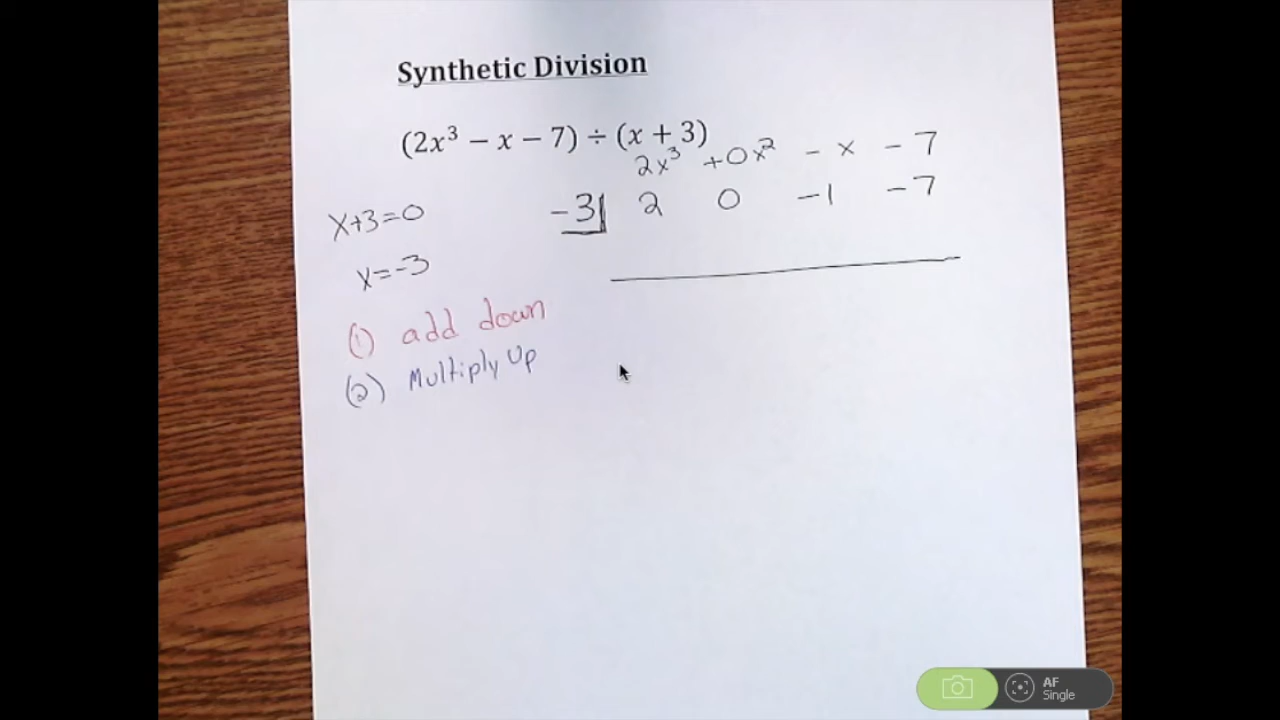 Synthetic Division
(2x³ − x − 7) ÷ (x + 3)
2x³ +0x² − x − 7
−3| 2 0 −1 −7
x+3=0
x=−3
(1) add down
(2) Multiply Up
AF
Single